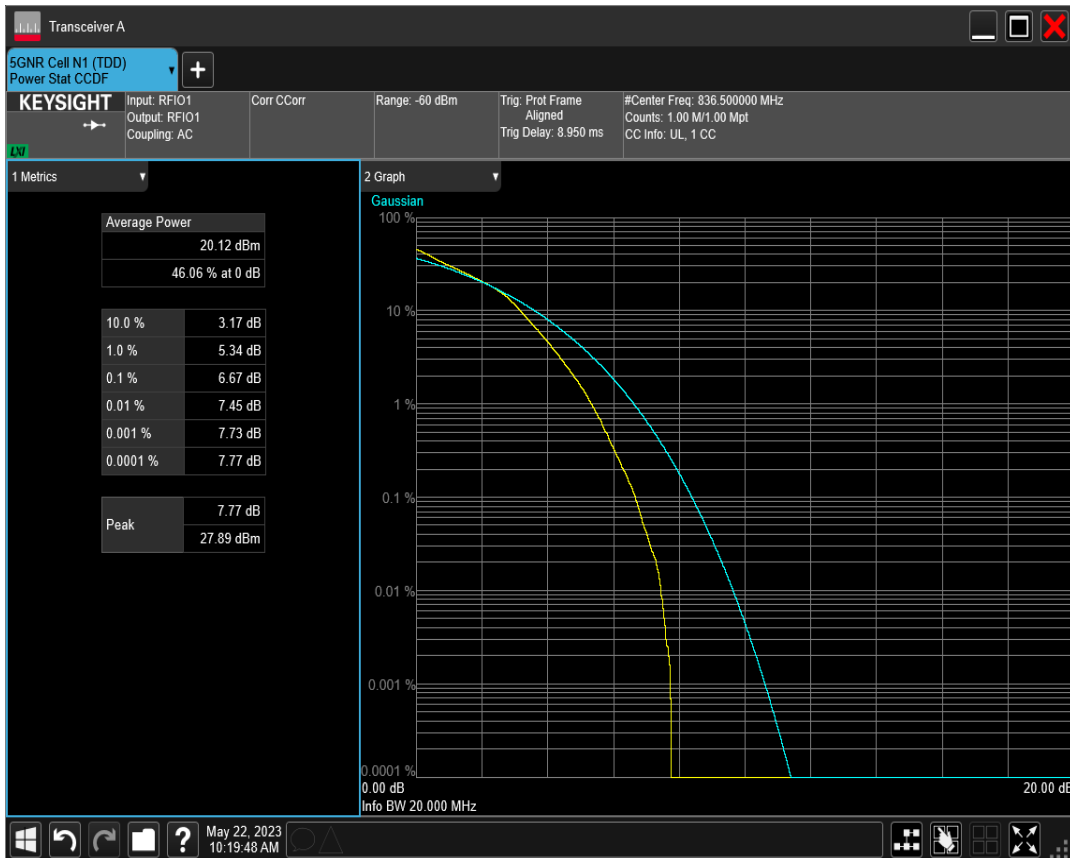 Transceiver A
5GNR Cell N1 (TDD)
Power Stat CCDF
KEYSIGHT
LXI
Input: RFIO1
Output: RFIO1
Coupling: AC
Corr CCorr
Range: -60 dBm
Trig: Prot Frame
Aligned
Trig Delay: 8.950 ms
#Center Freq: 836.500000 MHz
Counts: 1.00 M/1.00 Mpt
CC Info: UL, 1 CC
1 Metrics
Average Power
20.12 dBm
46.06 % at 0 dB
10.0 % 3.17 dB
1.0 % 5.34 dB
0.1 % 6.67 dB
0.01 % 7.45 dB
0.001 % 7.73 dB
0.0001 % 7.77 dB
Peak
7.77 dB
27.89 dBm
2 Graph
Gaussian
100 %
10 %
1 %
0.1 %
0.01 %
0.001 %
0.0001 %
0.00 dB
20.00 dB
Info BW 20.000 MHz
?
May 22, 2023
10:19:48 AM